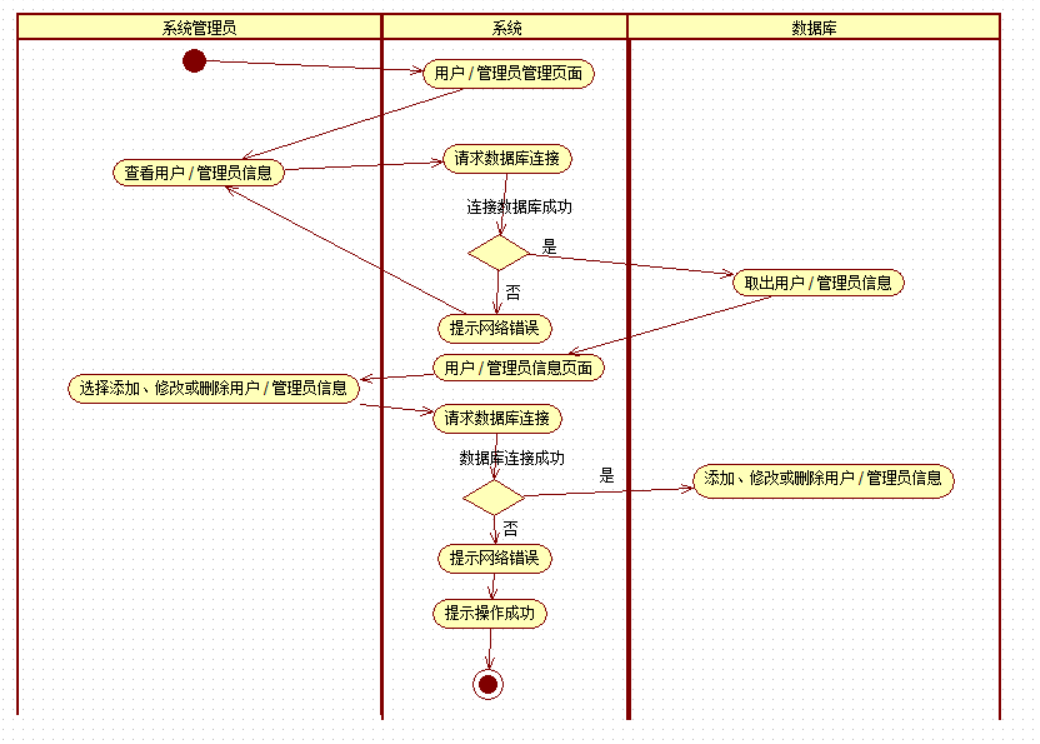 系统管理员
系统
数据库
用户 / 管理员管理页面
查看用户 / 管理员信息
请求数据库连接
连接数据库成功
是
取出用户 / 管理员信息
否
提示网络错误
用户 / 管理员信息页面
选择添加、修改或删除用户 / 管理员信息
请求数据库连接
数据库连接成功
是
添加、修改或删除用户 / 管理员信息
否
提示网络错误
提示操作成功